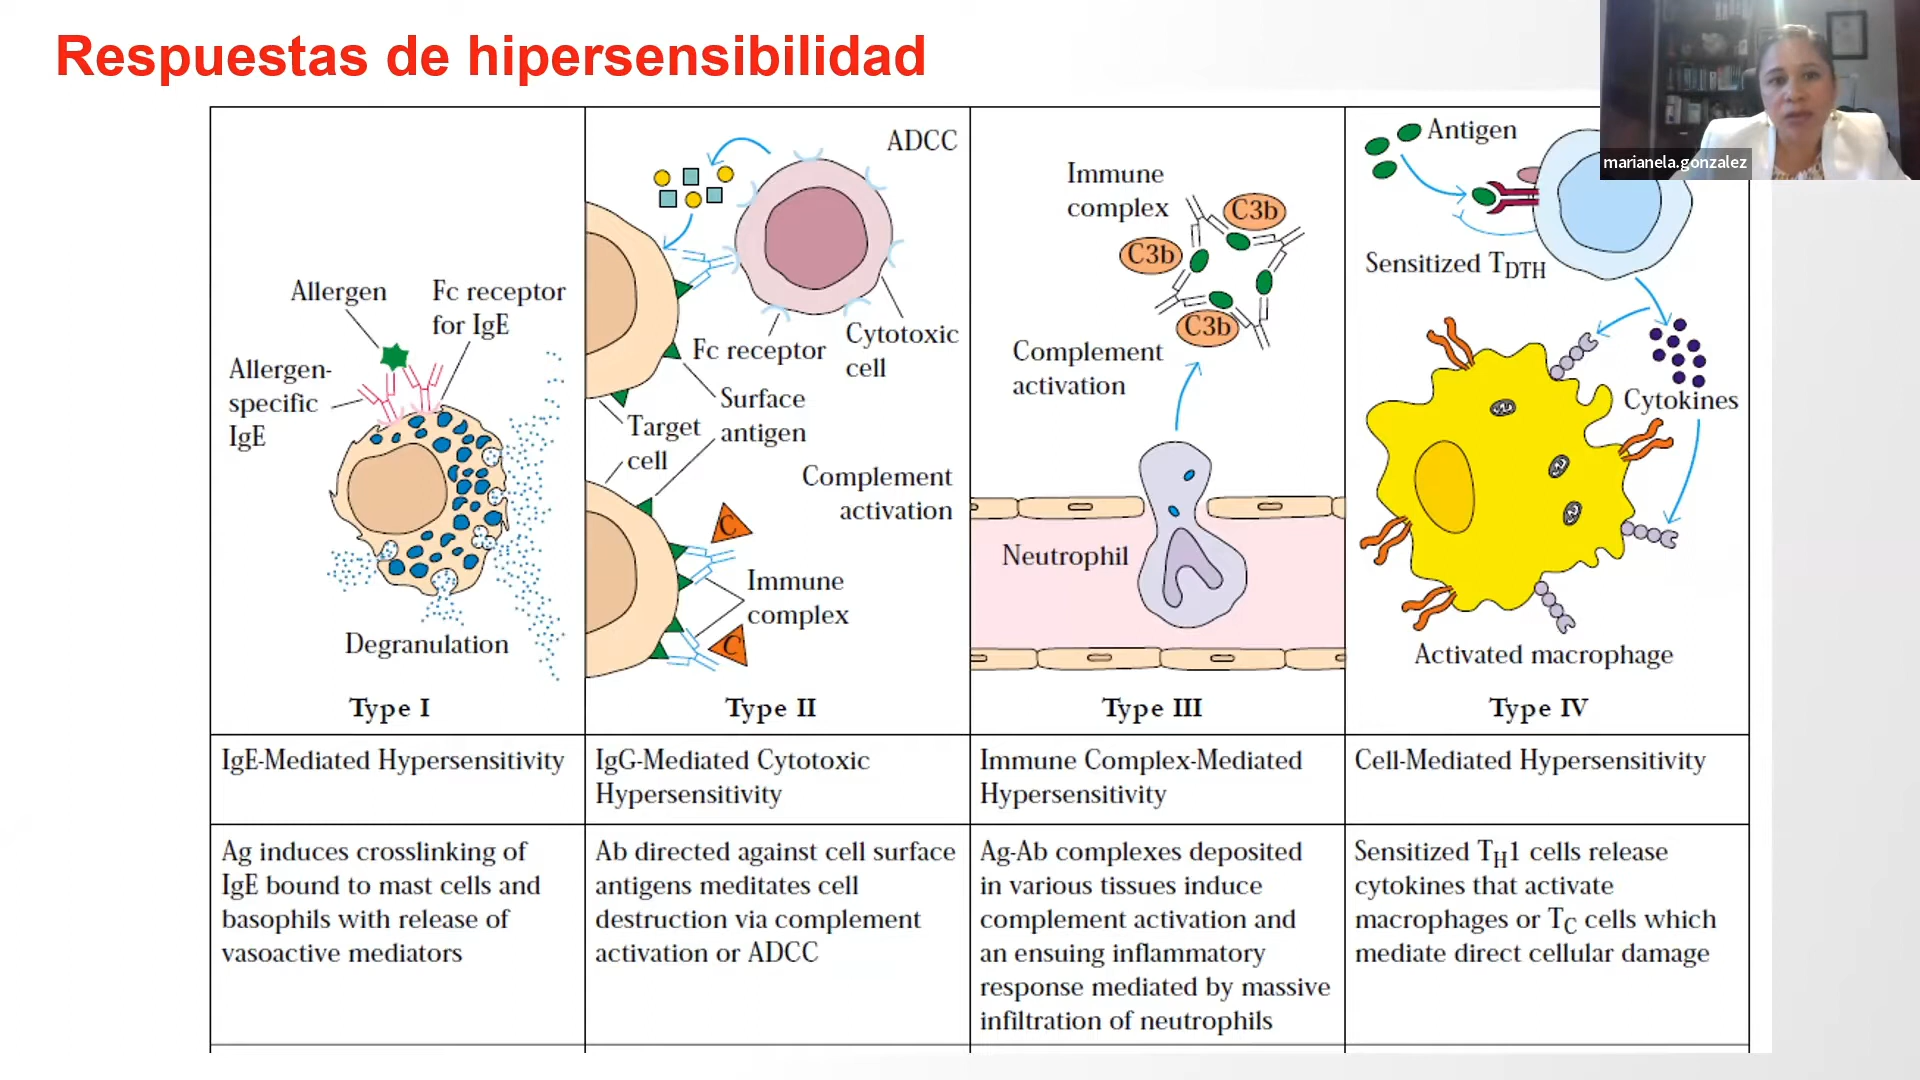 Respuestas de hipersensibilidad
marianela.gonzalez
Allergen
Fc receptor
for IgE
Allergen-
specific
IgE
Degranulation
Type I
ADCC
Fc receptor
Cytotoxic
cell
Surface
antigen
Target
cell
Complement
activation
C
Immune
complex
C
Type II
Immune
complex
C3b
C3b
C3b
Complement
activation
Neutrophil
Type III
Antigen
Sensitized TDTH
Cytokines
Activated macrophage
Type IV
IgE-Mediated Hypersensitivity
IgG-Mediated Cytotoxic
Hypersensitivity
Immune Complex-Mediated
Hypersensitivity
Cell-Mediated Hypersensitivity
Ag induces crosslinking of
IgE bound to mast cells and
basophils with release of
vasoactive mediators
Ab directed against cell surface
antigens meditates cell
destruction via complement
activation or ADCC
Ag-Ab complexes deposited
in various tissues induce
complement activation and
an ensuing inflammatory
response mediated by massive
infiltration of neutrophils
Sensitized TH1 cells release
cytokines that activate
macrophages or TC cells which
mediate direct cellular damage